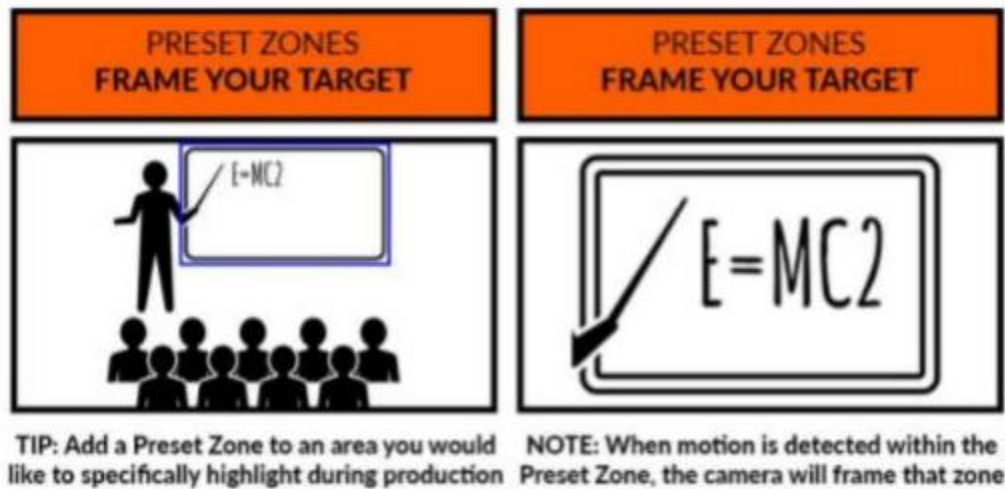 PRESET ZONES
FRAME YOUR TARGET
E=MC2
TIP: Add a Preset Zone to an area you would
like to specifically highlight during production
PRESET ZONES
FRAME YOUR TARGET
E=MC2
NOTE: When motion is detected within the
Preset Zone, the camera will frame that zone